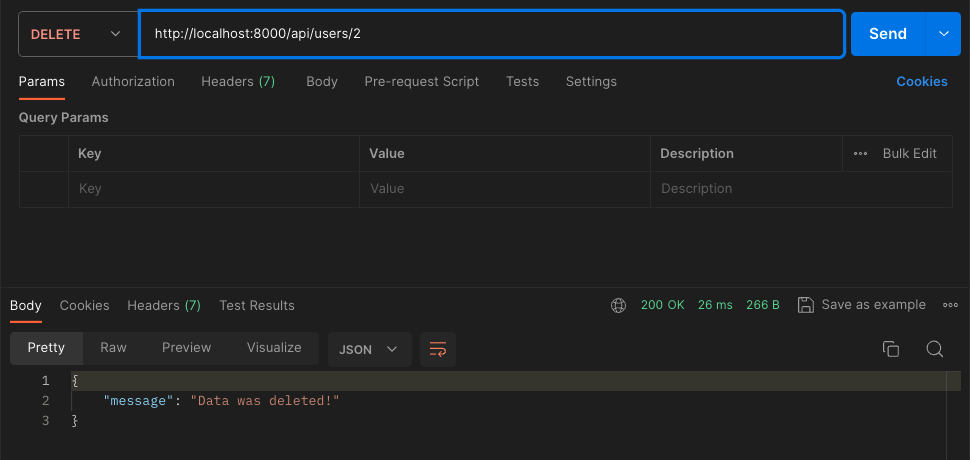 DELETE http://localhost:8000/api/users/2 Send
Params Authorization Headers (7) Body Pre-request Script Tests Settings Cookies
Query Params
Key Value Description ••• Bulk Edit
Key Value Description
Body Cookies Headers (7) Test Results 200 OK 26 ms 266 B Save as example •••
Pretty Raw Preview Visualize JSON
1 {
2 "message": "Data was deleted!"
3 }